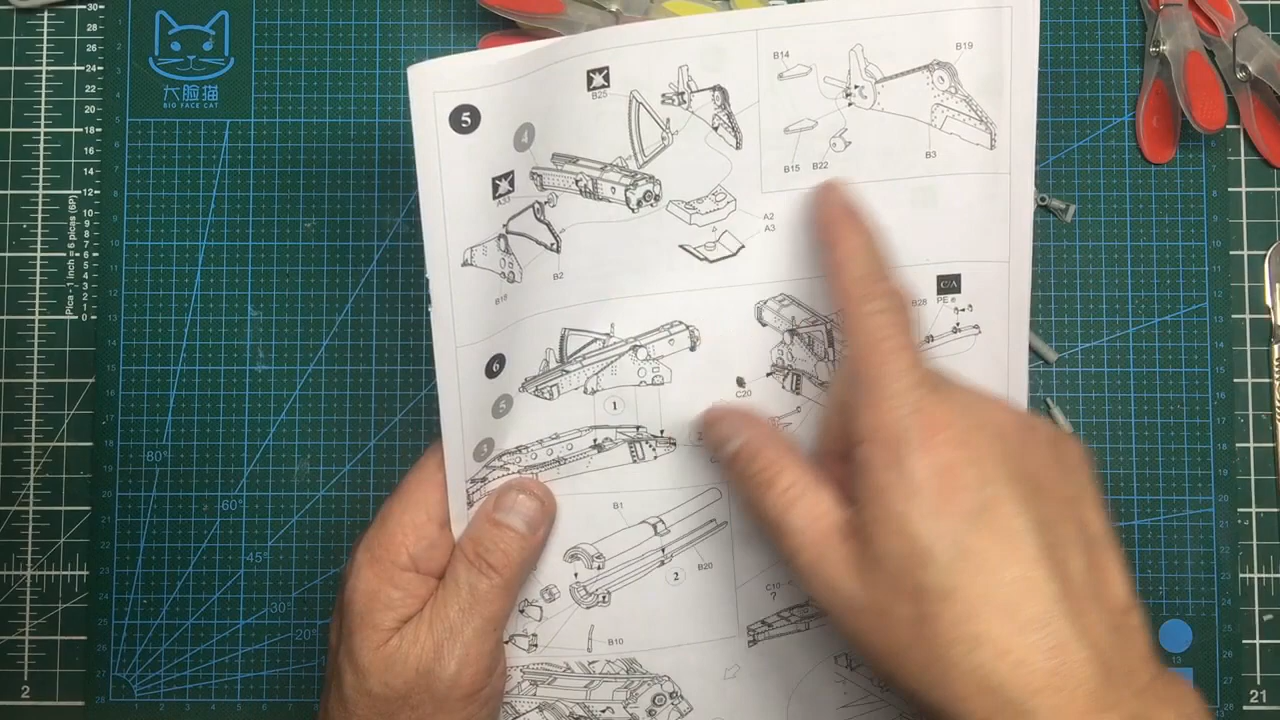 大脸猫
BIO FACE CAT
Pica - 1 inch = 6 picas (6P)
5
4
B25
B14
B19
B15
B22
B3
A2
A3
B2
B18
6
5
3
1
C/A
B28
PE
C20
B1
B20
2
B10
C10
?
80°
60°
45°
30°
20°
2
21
13